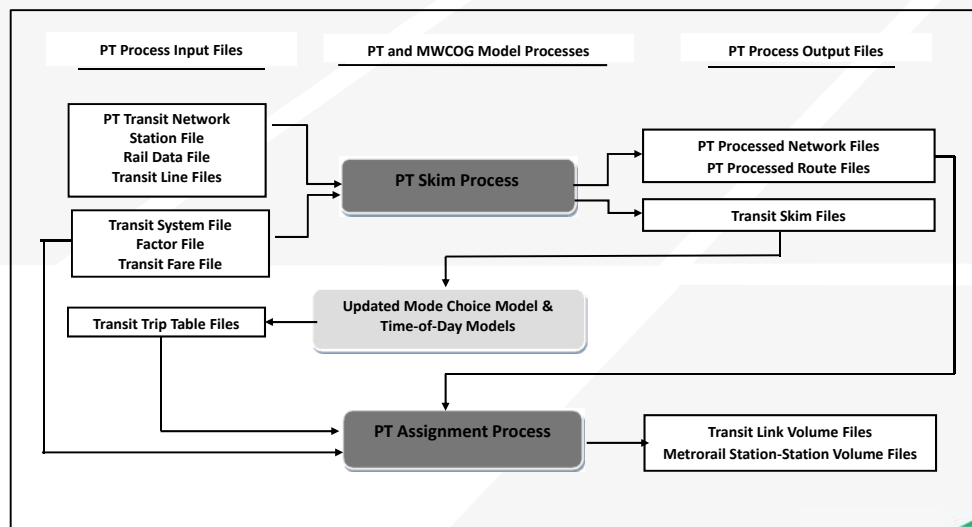 PT Process Input Files
PT and MWCOG Model Processes
PT Process Output Files
PT Transit Network
Station File
Rail Data File
Transit Line Files
PT Skim Process
PT Processed Network Files
PT Processed Route Files
Transit System File
Factor File
Transit Fare File
Transit Skim Files
Updated Mode Choice Model &
Time-of-Day Models
Transit Trip Table Files
PT Assignment Process
Transit Link Volume Files
Metrorail Station-Station Volume Files